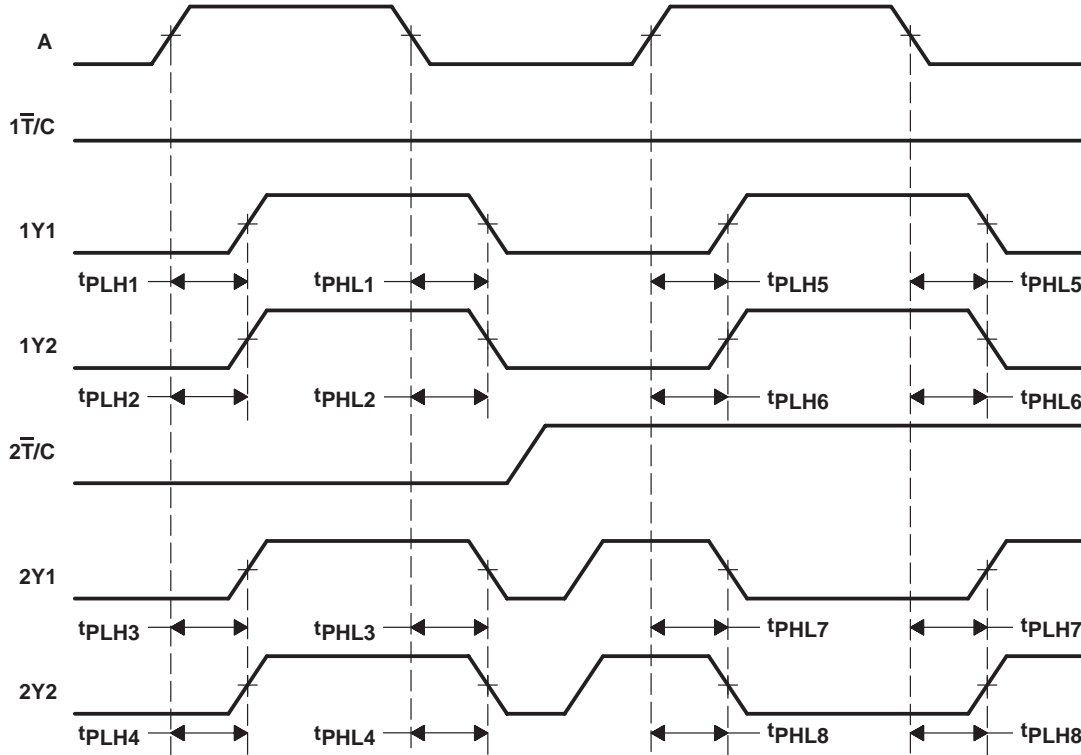 A
1T̅/C
1Y1
tPLH1 tPHL1 tPLH5 tPHL5
1Y2
tPLH2 tPHL2 tPLH6 tPHL6
2T̅/C
2Y1
tPLH3 tPHL3 tPHL7 tPLH7
2Y2
tPLH4 tPHL4 tPHL8 tPLH8